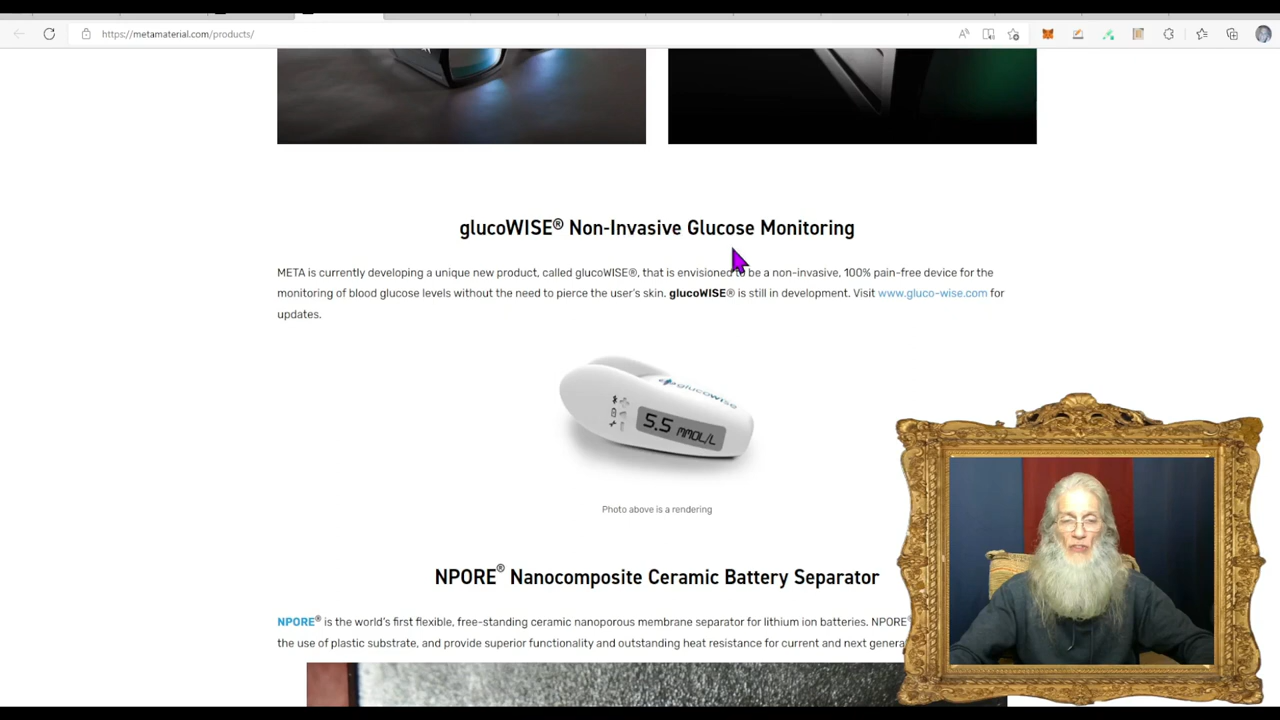 https://metamaterial.com/products/
glucoWISE® Non-Invasive Glucose Monitoring
META is currently developing a unique new product, called glucoWISE®, that is envisioned to be a non-invasive, 100% pain-free device for the
monitoring of blood glucose levels without the need to pierce the user's skin. glucoWISE® is still in development. Visit www.gluco-wise.com for
updates.
glucowise
5.5 MMOL/L
Photo above is a rendering
NPORE® Nanocomposite Ceramic Battery Separator
NPORE® is the world's first flexible, free-standing ceramic nanoporous membrane separator for lithium ion batteries. NPORE®
the use of plastic substrate, and provide superior functionality and outstanding heat resistance for current and next genera